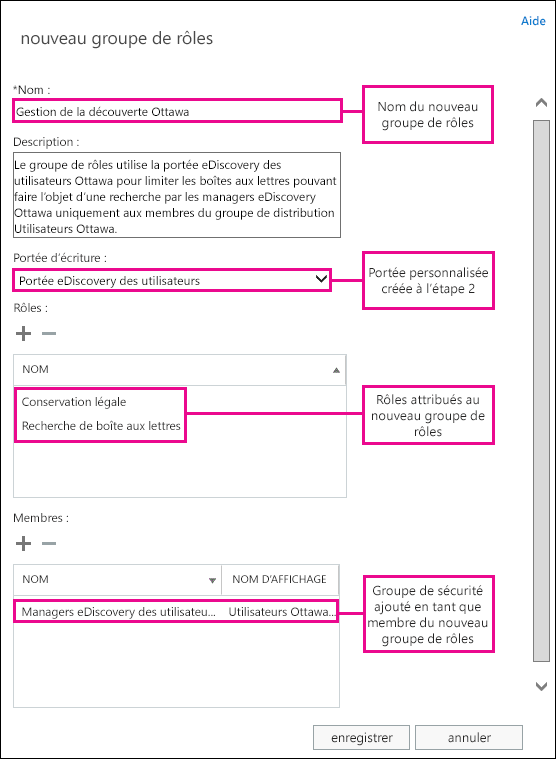 Aide
nouveau groupe de rôles
*Nom :
Gestion de la découverte Ottawa
Nom du nouveau
groupe de rôles
Description :
Le groupe de rôles utilise la portée eDiscovery des
utilisateurs Ottawa pour limiter les boîtes aux lettres pouvant
faire l'objet d'une recherche par les managers eDiscovery
Ottawa uniquement aux membres du groupe de distribution
Utilisateurs Ottawa.
Portée d'écriture :
Portée eDiscovery des utilisateurs
Portée personnalisée
créée à l'étape 2
Rôles :
NOM
Conservation légale
Recherche de boîte aux lettres
Rôles attribués au
nouveau groupe de
rôles
Membres :
NOM
NOM D'AFFICHAGE
Managers eDiscovery des utilisateu...
Utilisateurs Ottawa...
Groupe de sécurité
ajouté en tant que
membre du nouveau
groupe de rôles
enregistrer
annuler